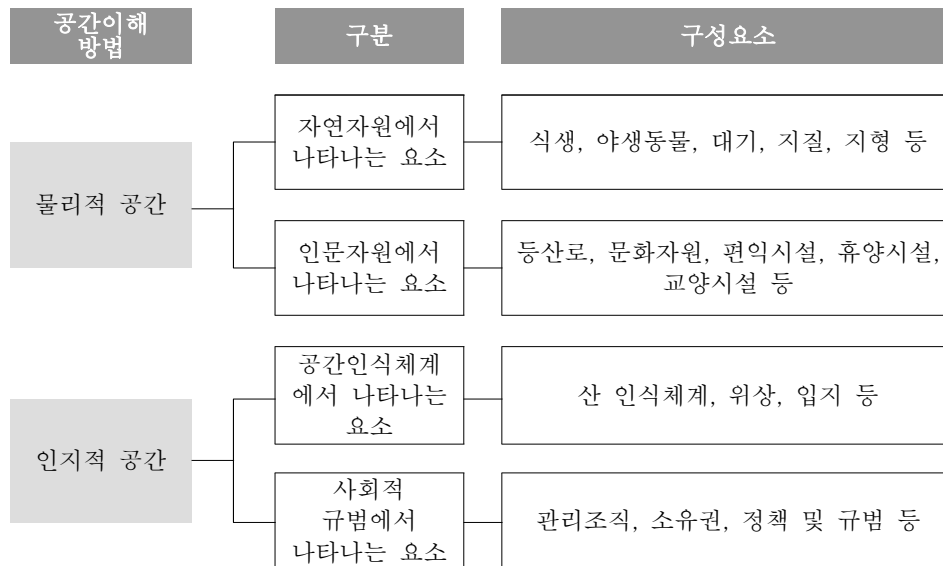 공간이해
방법
구분
구성요소
물리적 공간
자연자원에서
나타나는 요소
식생, 야생동물, 대기, 지질, 지형 등
인문자원에서
나타나는 요소
등산로, 문화자원, 편익시설, 휴양시설,
교양시설 등
인지적 공간
공간인식체계
에서 나타나는
요소
산 인식체계, 위상, 입지 등
사회적
규범에서
나타나는 요소
관리조직, 소유권, 정책 및 규범 등